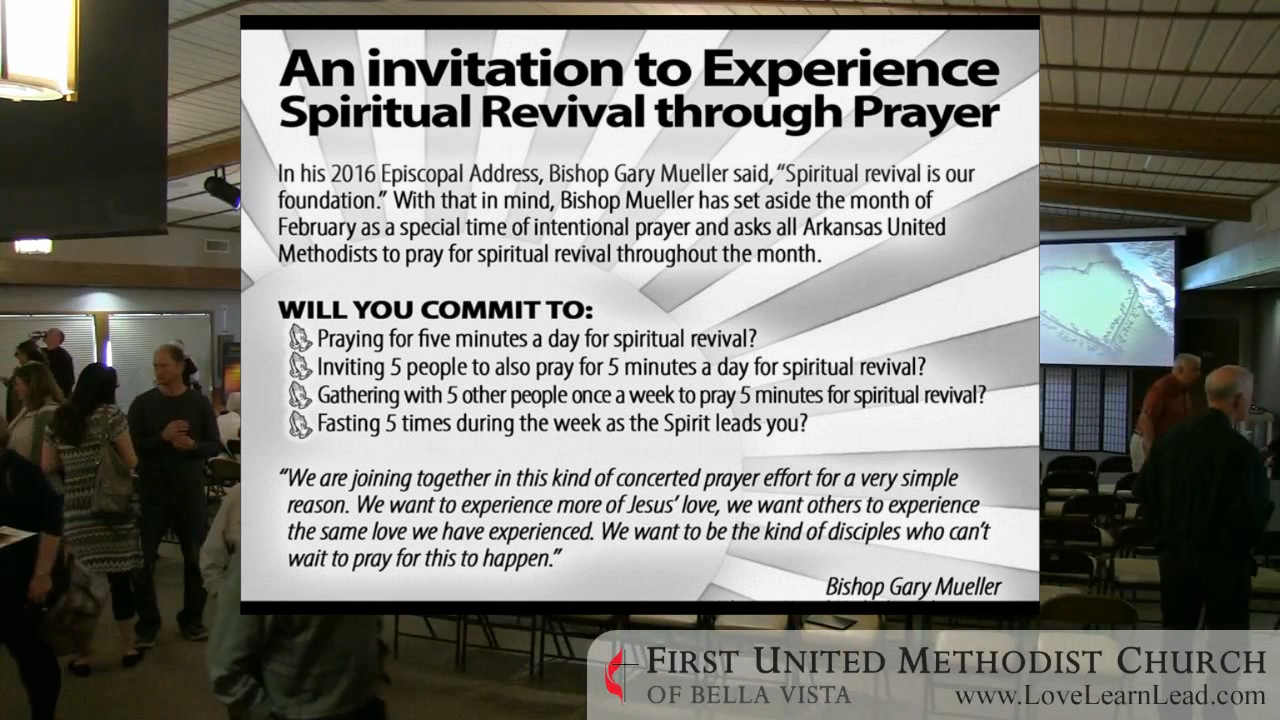 An invitation to Experience
Spiritual Revival through Prayer
In his 2016 Episcopal Address, Bishop Gary Mueller said, “Spiritual revival is our
foundation.” With that in mind, Bishop Mueller has set aside the month of
February as a special time of intentional prayer and asks all Arkansas United
Methodists to pray for spiritual revival throughout the month.
WILL YOU COMMIT TO:
Praying for five minutes a day for spiritual revival?
Inviting 5 people to also pray for 5 minutes a day for spiritual revival?
Gathering with 5 other people once a week to pray 5 minutes for spiritual revival?
Fasting 5 times during the week as the Spirit leads you?
“We are joining together in this kind of concerted prayer effort for a very simple
reason. We want to experience more of Jesus’ love, we want others to experience
the same love we have experienced. We want to be the kind of disciples who can’t
wait to pray for this to happen.”
Bishop Gary Mueller
FIRST UNITED METHODIST CHURCH
OF BELLA VISTA www.LoveLearnLead.com